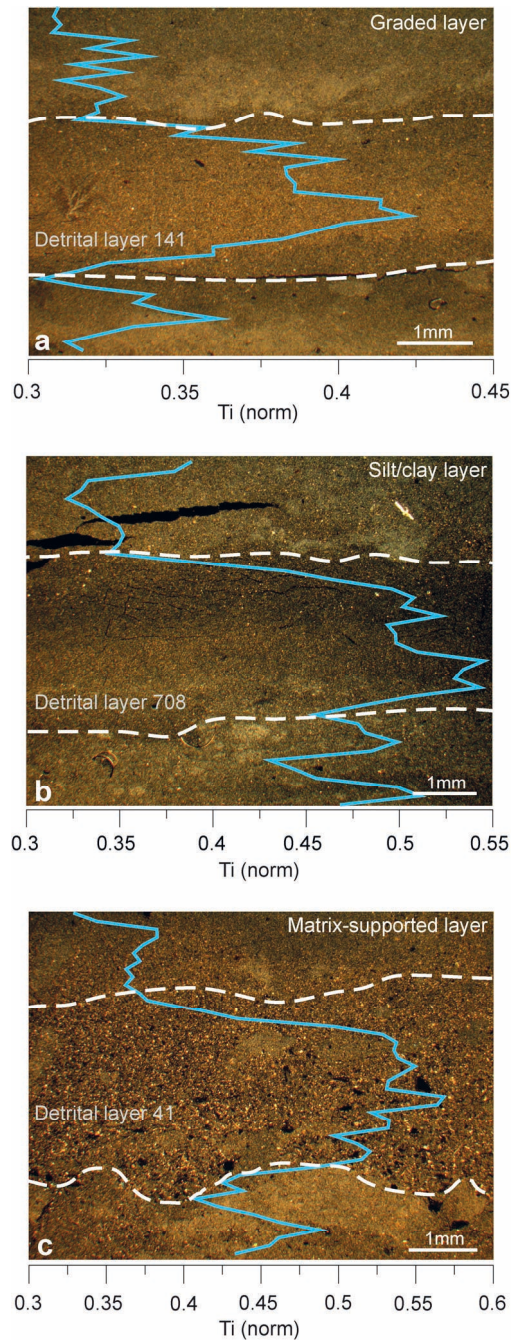 Graded layer
Detrital layer 141
a
1mm
0.3 0.35 0.4 0.45
Ti (norm)
Silt/clay layer
Detrital layer 708
b
1mm
0.3 0.35 0.4 0.45 0.5 0.55
Ti (norm)
Matrix-supported layer
Detrital layer 41
c
1mm
0.3 0.35 0.4 0.45 0.5 0.55 0.6
Ti (norm)